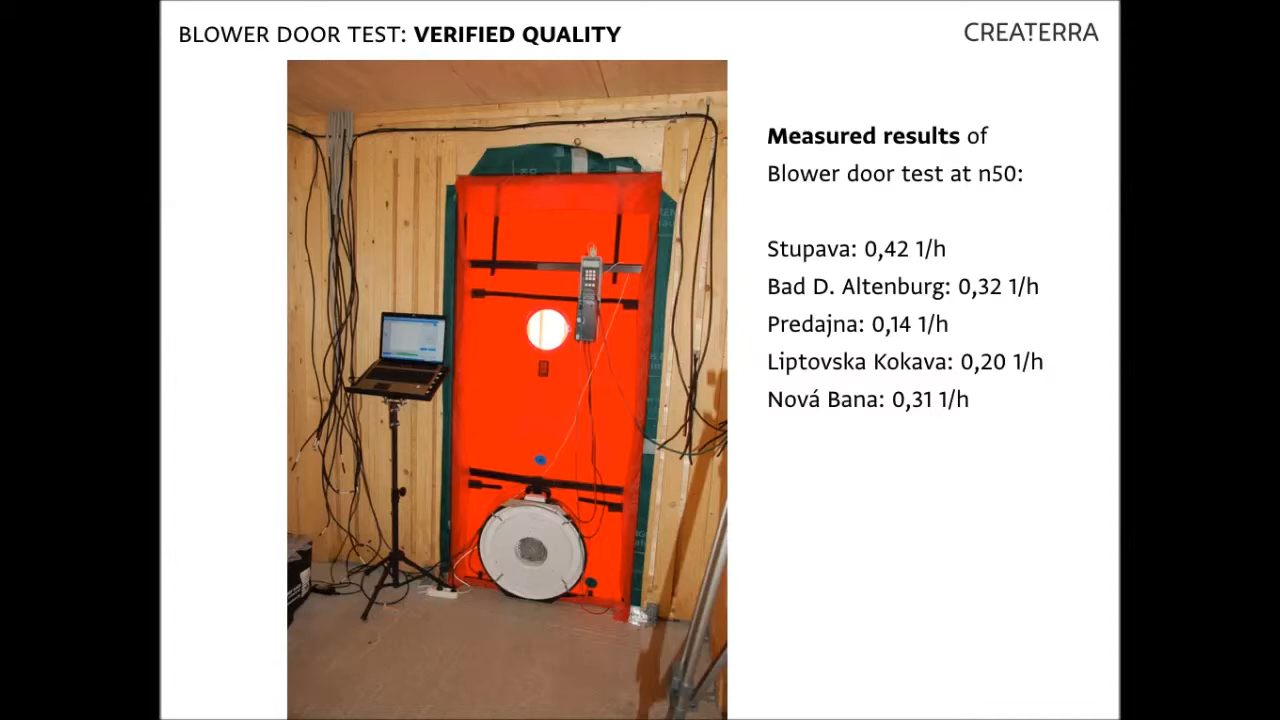 BLOWER DOOR TEST: VERIFIED QUALITY
CREATERRA
Measured results of
Blower door test at n50:
Stupava: 0,42 1/h
Bad D. Altenburg: 0,32 1/h
Predajna: 0,14 1/h
Liptovska Kokava: 0,20 1/h
Nová Bana: 0,31 1/h